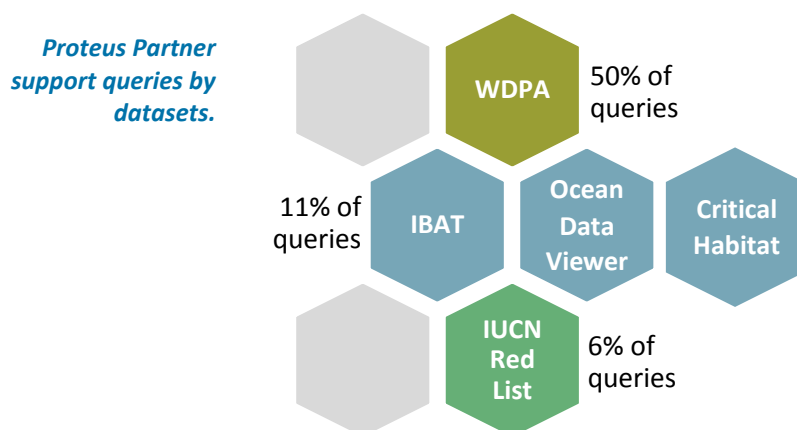 Proteus Partner
support queries by
datasets.
WDPA
50% of
queries
11% of
queries
IBAT
Ocean
Data
Viewer
Critical
Habitat
IUCN
Red
List
6% of
queries